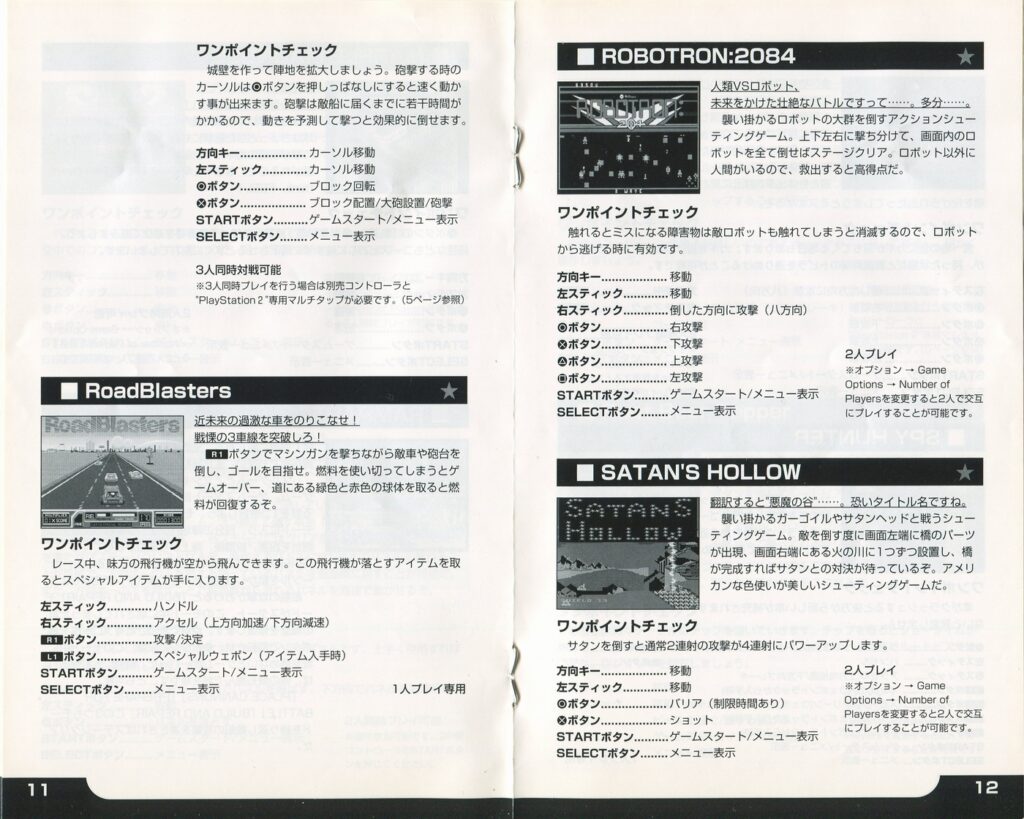 ワンポイントチェック
城壁を作って陣地を拡大しましょう。砲撃する時の
カーソルは◉ボタンを押しっぱなしにすると速く動か
す事が出来ます。砲撃は敵船に届くまでに若干時間が
かかるので、動きを予測して撃つと効果的に倒せます。
方向キー................... カーソル移動
左スティック............. カーソル移動
◉ボタン................... ブロック回転
⊗ボタン................... ブロック配置/大砲設置/砲撃
STARTボタン..........ゲームスタート/メニュー表示
SELECTボタン....... メニュー表示
3人同時対戦可能
※3人同時プレイを行う場合は別売コントローラと
"PlayStation 2"専用マルチタップが必要です。(5ページ参照)
■ RoadBlasters ★
RoadBlasters
近未来の過激な車をのりこなせ！
戦慄の3車線を突破しろ！
R1ボタンでマシンガンを撃ちながら敵車や砲台を
倒し、ゴールを目指せ。燃料を使い切ってしまうとゲ
ームオーバー、道にある緑色と赤色の球体を取ると燃
料が回復するぞ。
ワンポイントチェック
レース中、味方の飛行機が空から飛んできます。この飛行機が落とすアイテムを取
るとスペシャルアイテムが手に入ります。
左スティック.............ハンドル
右スティック.............アクセル（上方向加速/下方向減速）
R1ボタン................攻撃/決定
L1ボタン................スペシャルウェポン（アイテム入手時）
STARTボタン..........ゲームスタート/メニュー表示
SELECTボタン........メニュー表示 1人プレイ専用
11
■ ROBOTRON:2084 ★
ROBOTRON
人類VSロボット、
未来をかけた壮絶なバトルですって……。多分……。
襲い掛かるロボットの大群を倒すアクションシュー
ティングゲーム。上下左右に撃ち分けて、画面内のロ
ボットを全て倒せばステージクリア。ロボット以外に
人間がいるので、救出すると高得点だ。
ワンポイントチェック
触れるとミスになる障害物は敵ロボットも触れてしまうと消滅するので、ロボット
から逃げる時に有効です。
方向キー...................移動
左スティック.............移動
右スティック.............倒した方向に攻撃（八方向）
◉ボタン...................右攻撃
⊗ボタン...................下攻撃
△ボタン...................上攻撃
□ボタン...................左攻撃
STARTボタン..........ゲームスタート/メニュー表示
SELECTボタン........メニュー表示
2人プレイ
※オプション → Game
Options → Number of
Playersを変更すると2人で交互
にプレイすることが可能です。
■ SATAN'S HOLLOW ★
SATANS
HOLLOW
翻訳すると"悪魔の谷"……。恐いタイトル名ですね。
襲い掛かるガーゴイルやサタンヘッドと戦うシュー
ティングゲーム。敵を倒す度に画面左端に橋のパーツ
が出現、画面右端にある火の川に1つずつ設置し、橋
が完成すればサタンとの対決が待っているぞ。アメリ
カンな色使いが美しいシューティングゲームだ。
ワンポイントチェック
サタンを倒すと通常2連射の攻撃が4連射にパワーアップします。
方向キー...................移動
左スティック.............移動
◉ボタン...................バリア（制限時間あり）
⊗ボタン...................ショット
STARTボタン..........ゲームスタート/メニュー表示
SELECTボタン........メニュー表示
2人プレイ
※オプション → Game
Options → Number of
Playersを変更すると2人で交互
にプレイすることが可能です。
12